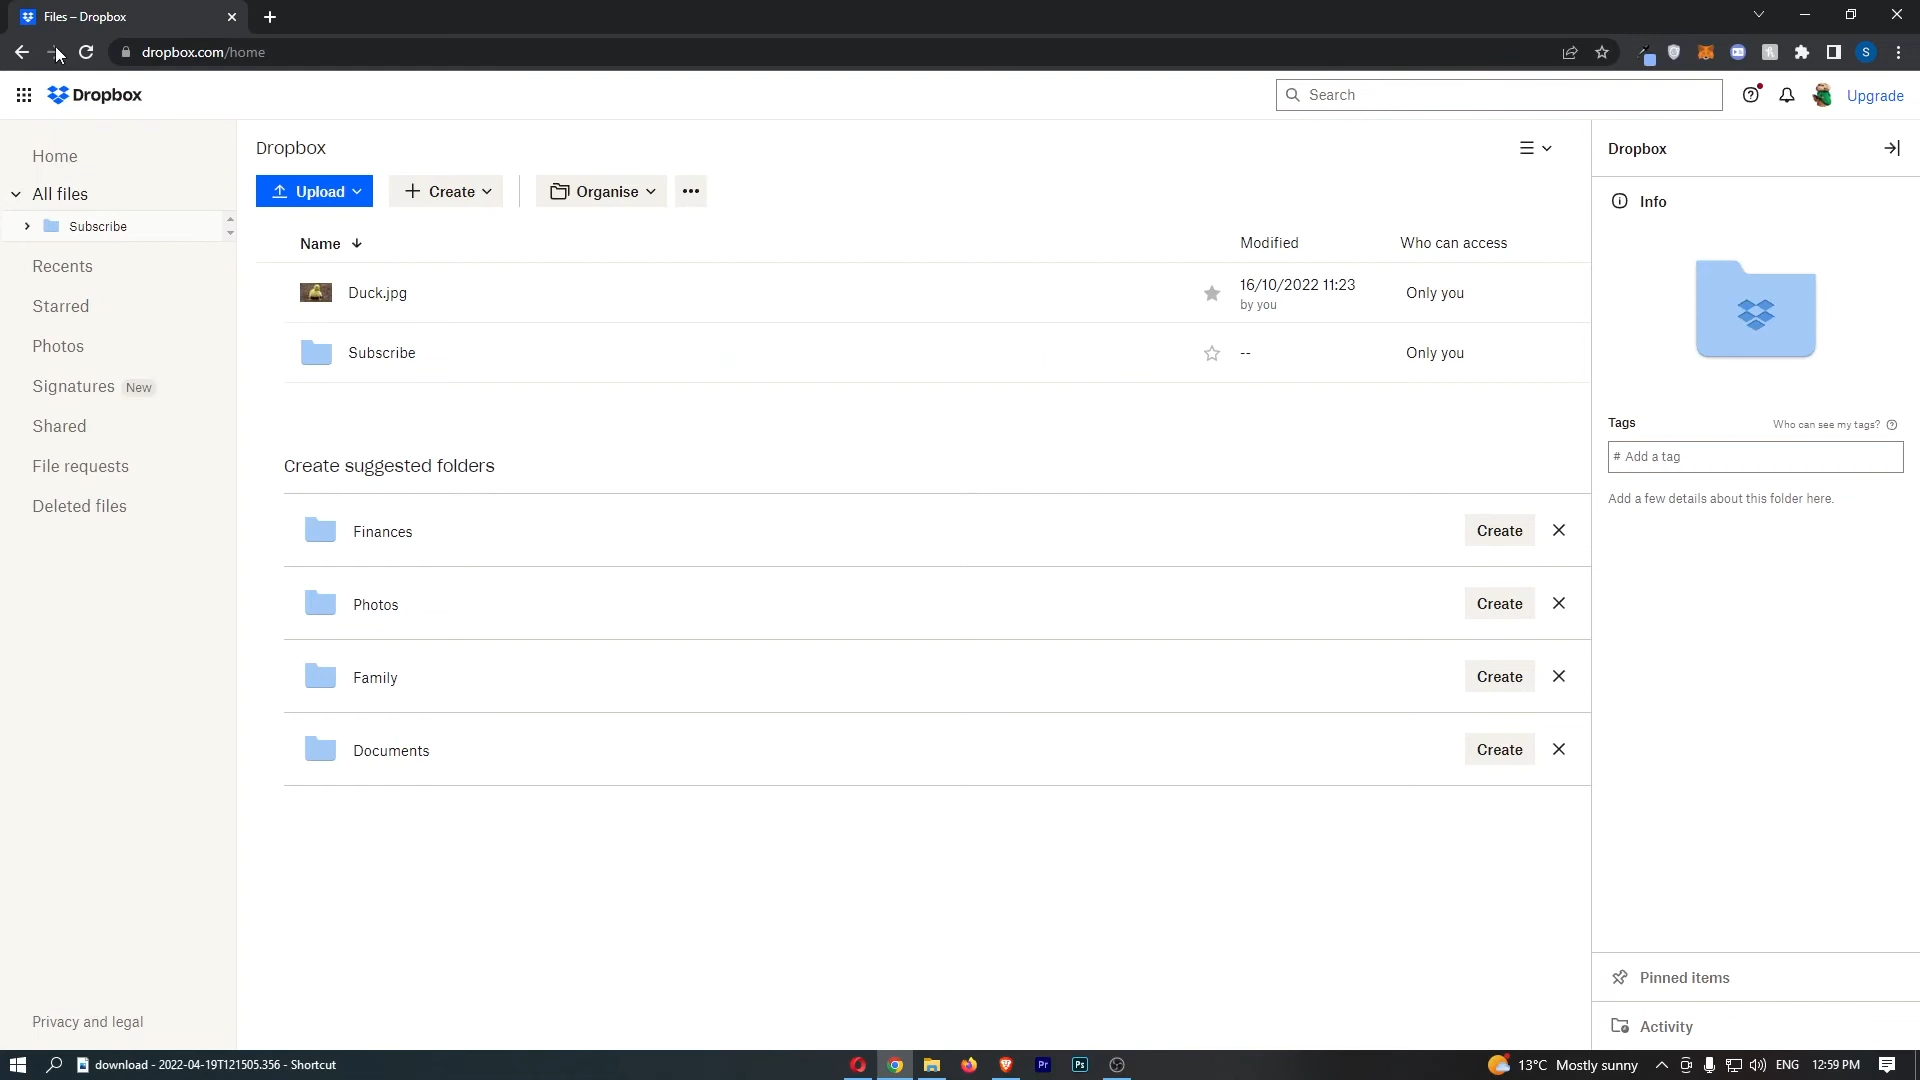 Files – Dropbox
dropbox.com/home
Dropbox
Search
Upgrade
Home
All files
Subscribe
Recents
Starred
Photos
Signatures New
Shared
File requests
Deleted files
Privacy and legal
Dropbox
Upload
Create
Organise
Name
Modified
Who can access
Duck.jpg
16/10/2022 11:23
by you
Only you
Subscribe
--
Only you
Create suggested folders
Finances
Create
Photos
Create
Family
Create
Documents
Create
Dropbox
Info
Tags
Who can see my tags?
# Add a tag
Add a few details about this folder here.
Pinned items
Activity
download - 2022-04-19T121505.356 - Shortcut
Pr
Ps
13°C Mostly sunny
ENG
12:59 PM
S